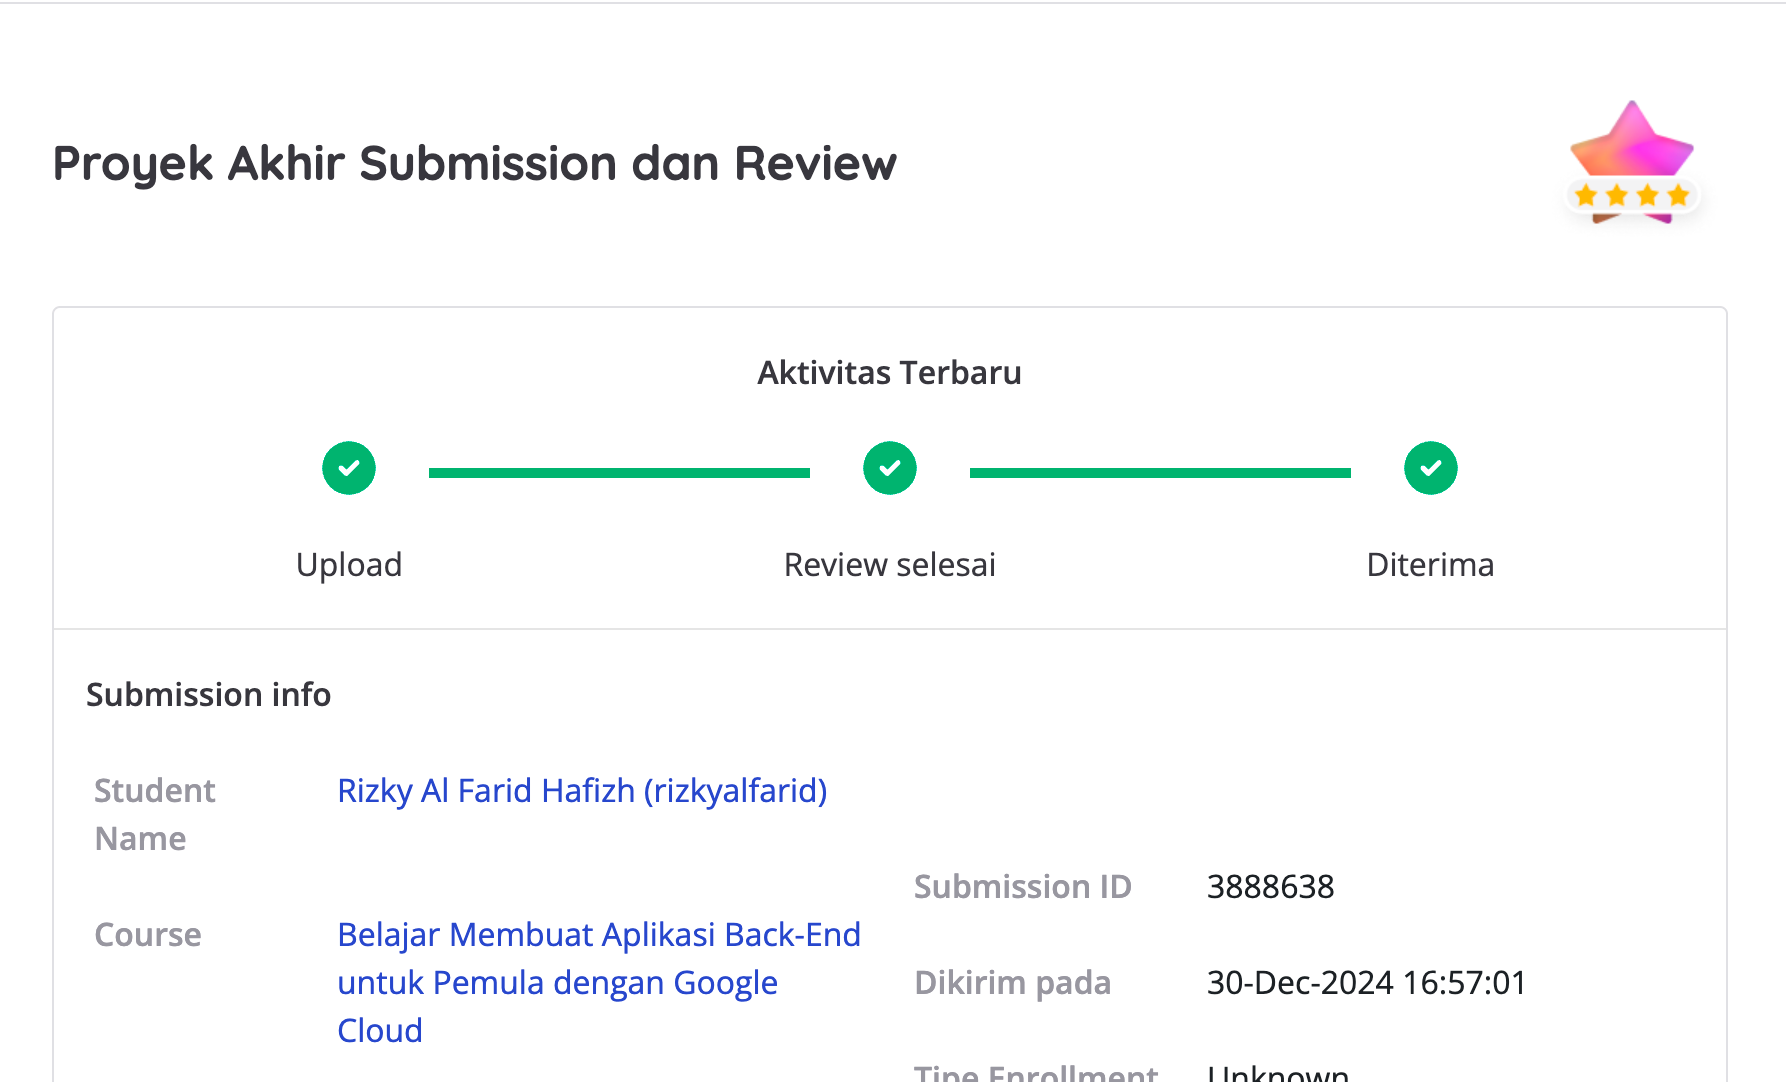 Proyek Akhir Submission dan Review
Aktivitas Terbaru
Upload
Review selesai
Diterima
Submission info
Student
Name
Rizky Al Farid Hafizh (rizkyalfarid)
Course
Belajar Membuat Aplikasi Back-End
untuk Pemula dengan Google
Cloud
Submission ID
3888638
Dikirim pada
30-Dec-2024 16:57:01
Tipe Enrollment
Unknown